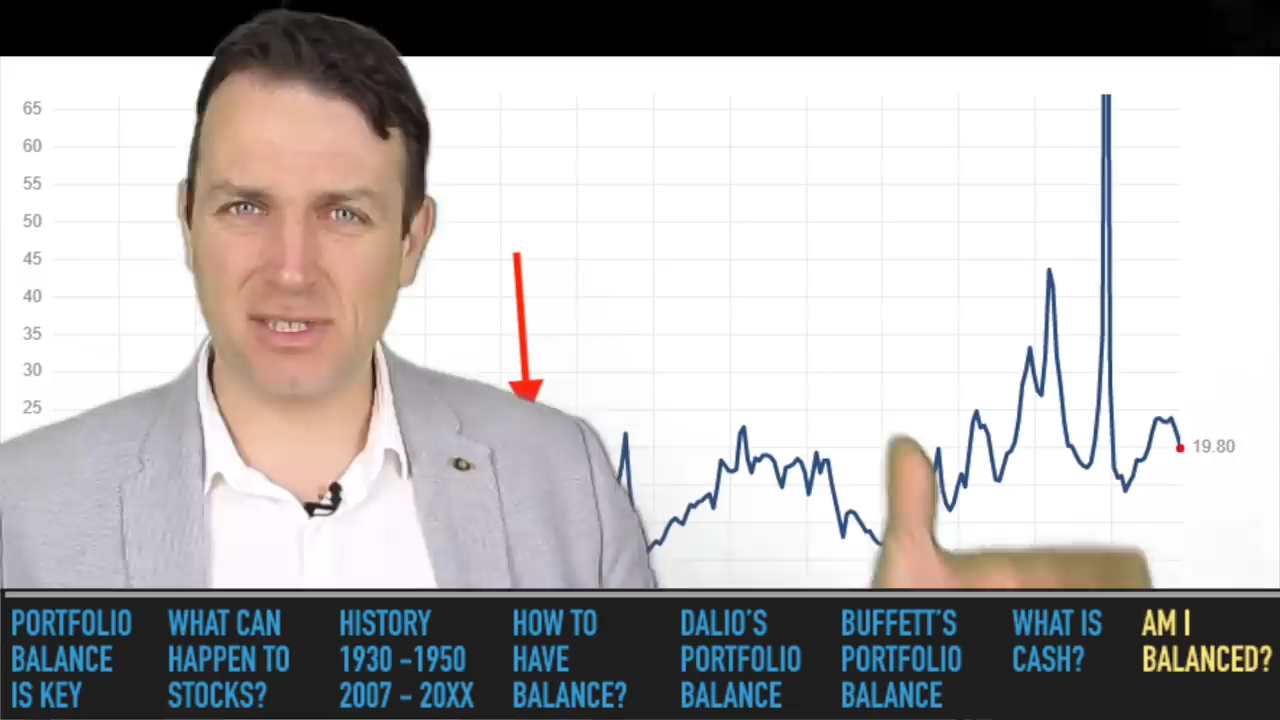 65
60
55
50
45
40
35
30
25
19.80
PORTFOLIO
BALANCE
IS KEY
WHAT CAN
HAPPEN TO
STOCKS?
HISTORY
1930 -1950
2007 - 20XX
HOW TO
HAVE
BALANCE?
DALIO'S
PORTFOLIO
BALANCE
BUFFETT'S
PORTFOLIO
BALANCE
WHAT IS
CASH?
AM I
BALANCED?